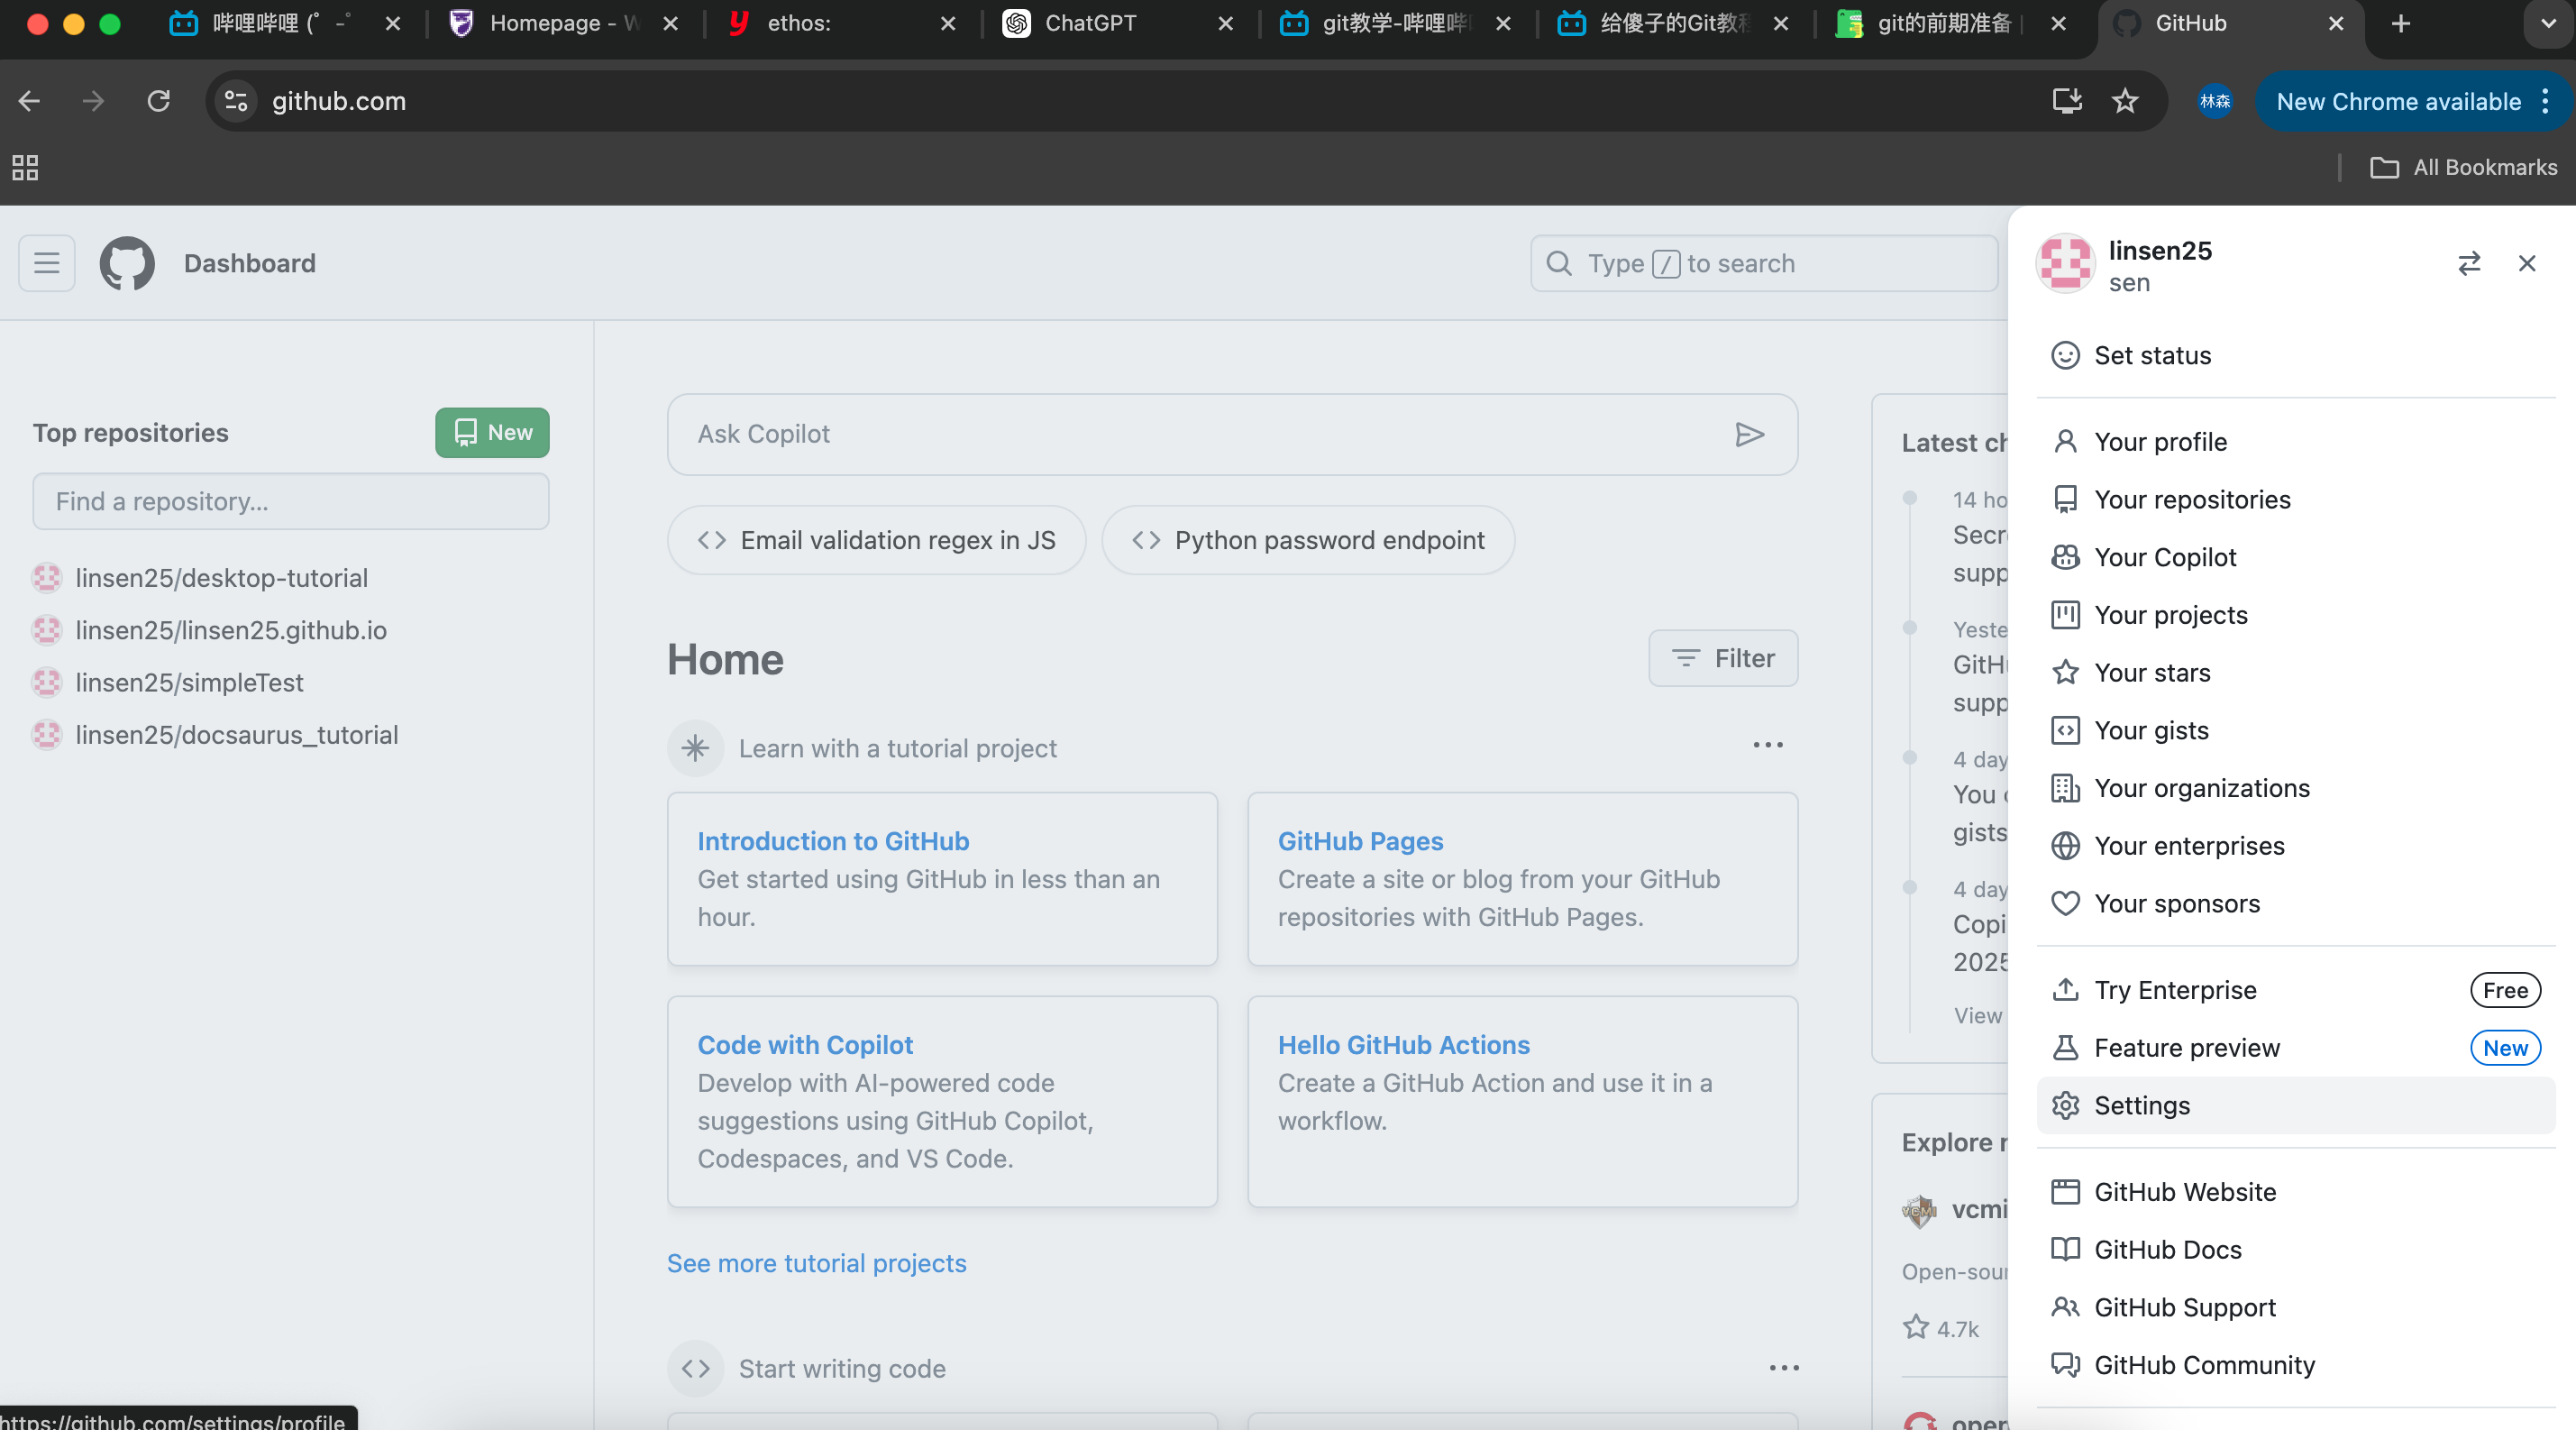 哔哩哔哩 (゜-゜
Homepage - W
ethos:
ChatGPT
git教学-哔哩哔
给傻子的Git教程
git的前期准备 |
GitHub
github.com
林森
New Chrome available
All Bookmarks
Dashboard
Type / to search
Top repositories
New
Find a repository...
linsen25/desktop-tutorial
linsen25/linsen25.github.io
linsen25/simpleTest
linsen25/docsaurus_tutorial
Ask Copilot
Email validation regex in JS
Python password endpoint
Home
Filter
Learn with a tutorial project
Introduction to GitHub
Get started using GitHub in less than an
hour.
GitHub Pages
Create a site or blog from your GitHub
repositories with GitHub Pages.
Code with Copilot
Develop with AI-powered code
suggestions using GitHub Copilot,
Codespaces, and VS Code.
Hello GitHub Actions
Create a GitHub Action and use it in a
workflow.
See more tutorial projects
Start writing code
Latest ch
14 ho
Secre
supp
Yeste
GitHu
supp
4 day
You c
gists
4 day
Copi
2025
View
Explore r
vcmi
Open-sour
4.7k
oper
linsen25
sen
Set status
Your profile
Your repositories
Your Copilot
Your projects
Your stars
Your gists
Your organizations
Your enterprises
Your sponsors
Try Enterprise
Free
Feature preview
New
Settings
GitHub Website
GitHub Docs
GitHub Support
GitHub Community
https://github.com/settings/profile